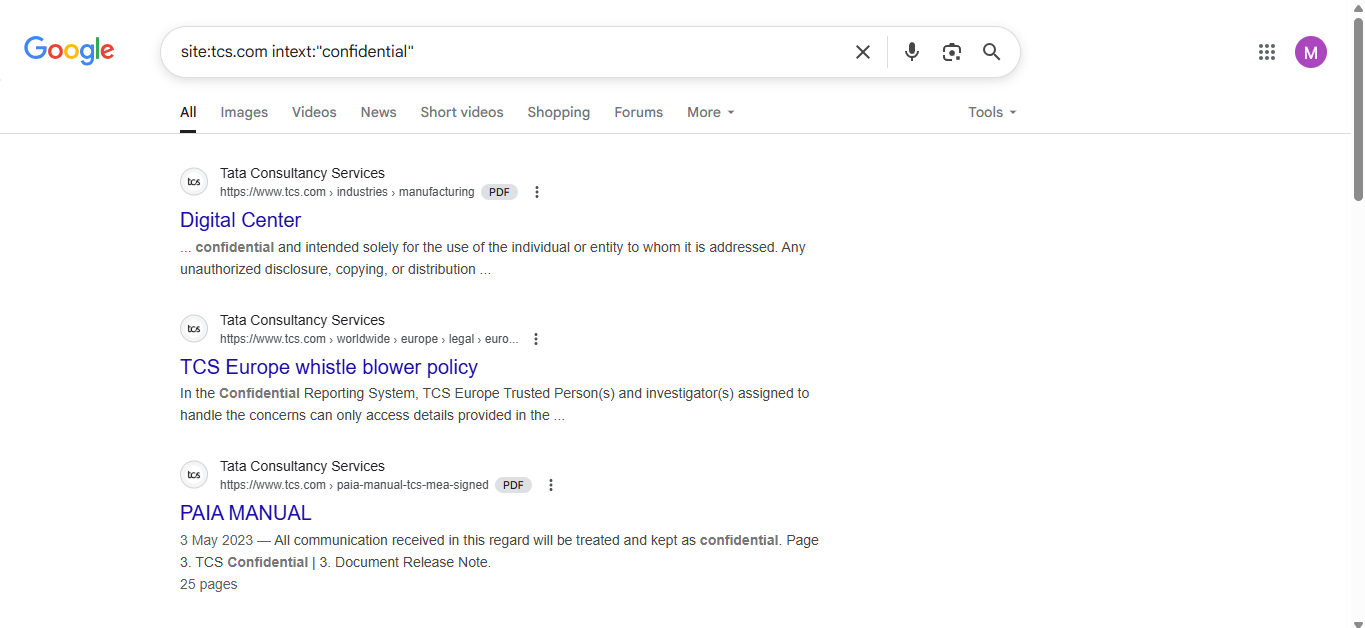 Google
site:tcs.com intext:"confidential"
M
All Images Videos News Short videos Shopping Forums More Tools
tcs
Tata Consultancy Services
https://www.tcs.com › industries › manufacturing PDF
Digital Center
... confidential and intended solely for the use of the individual or entity to whom it is addressed. Any
unauthorized disclosure, copying, or distribution ...
tcs
Tata Consultancy Services
https://www.tcs.com › worldwide › europe › legal › euro...
TCS Europe whistle blower policy
In the Confidential Reporting System, TCS Europe Trusted Person(s) and investigator(s) assigned to
handle the concerns can only access details provided in the ...
tcs
Tata Consultancy Services
https://www.tcs.com › paia-manual-tcs-mea-signed PDF
PAIA MANUAL
3 May 2023 — All communication received in this regard will be treated and kept as confidential. Page
3. TCS Confidential | 3. Document Release Note.
25 pages